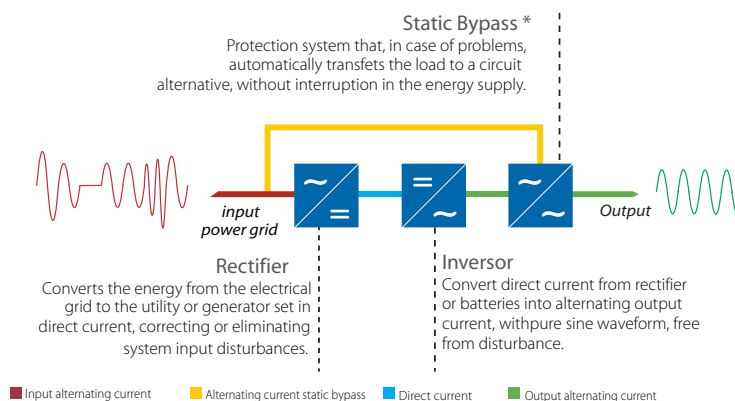 Static Bypass *
Protection system that, in case of problems,
automatically transfets the load to a circuit
alternative, without interruption in the energy supply.
input
power grid
Output
Rectifier
Converts the energy from the electrical
grid to the utility or generator set in
direct current, correcting or eliminating
system input disturbances.
Inversor
Convert direct current from rectifier
or batteries into alternating output
current, withpure sine waveform, free
from disturbance.
Input alternating current
Alternating current static bypass
Direct current
Output alternating current